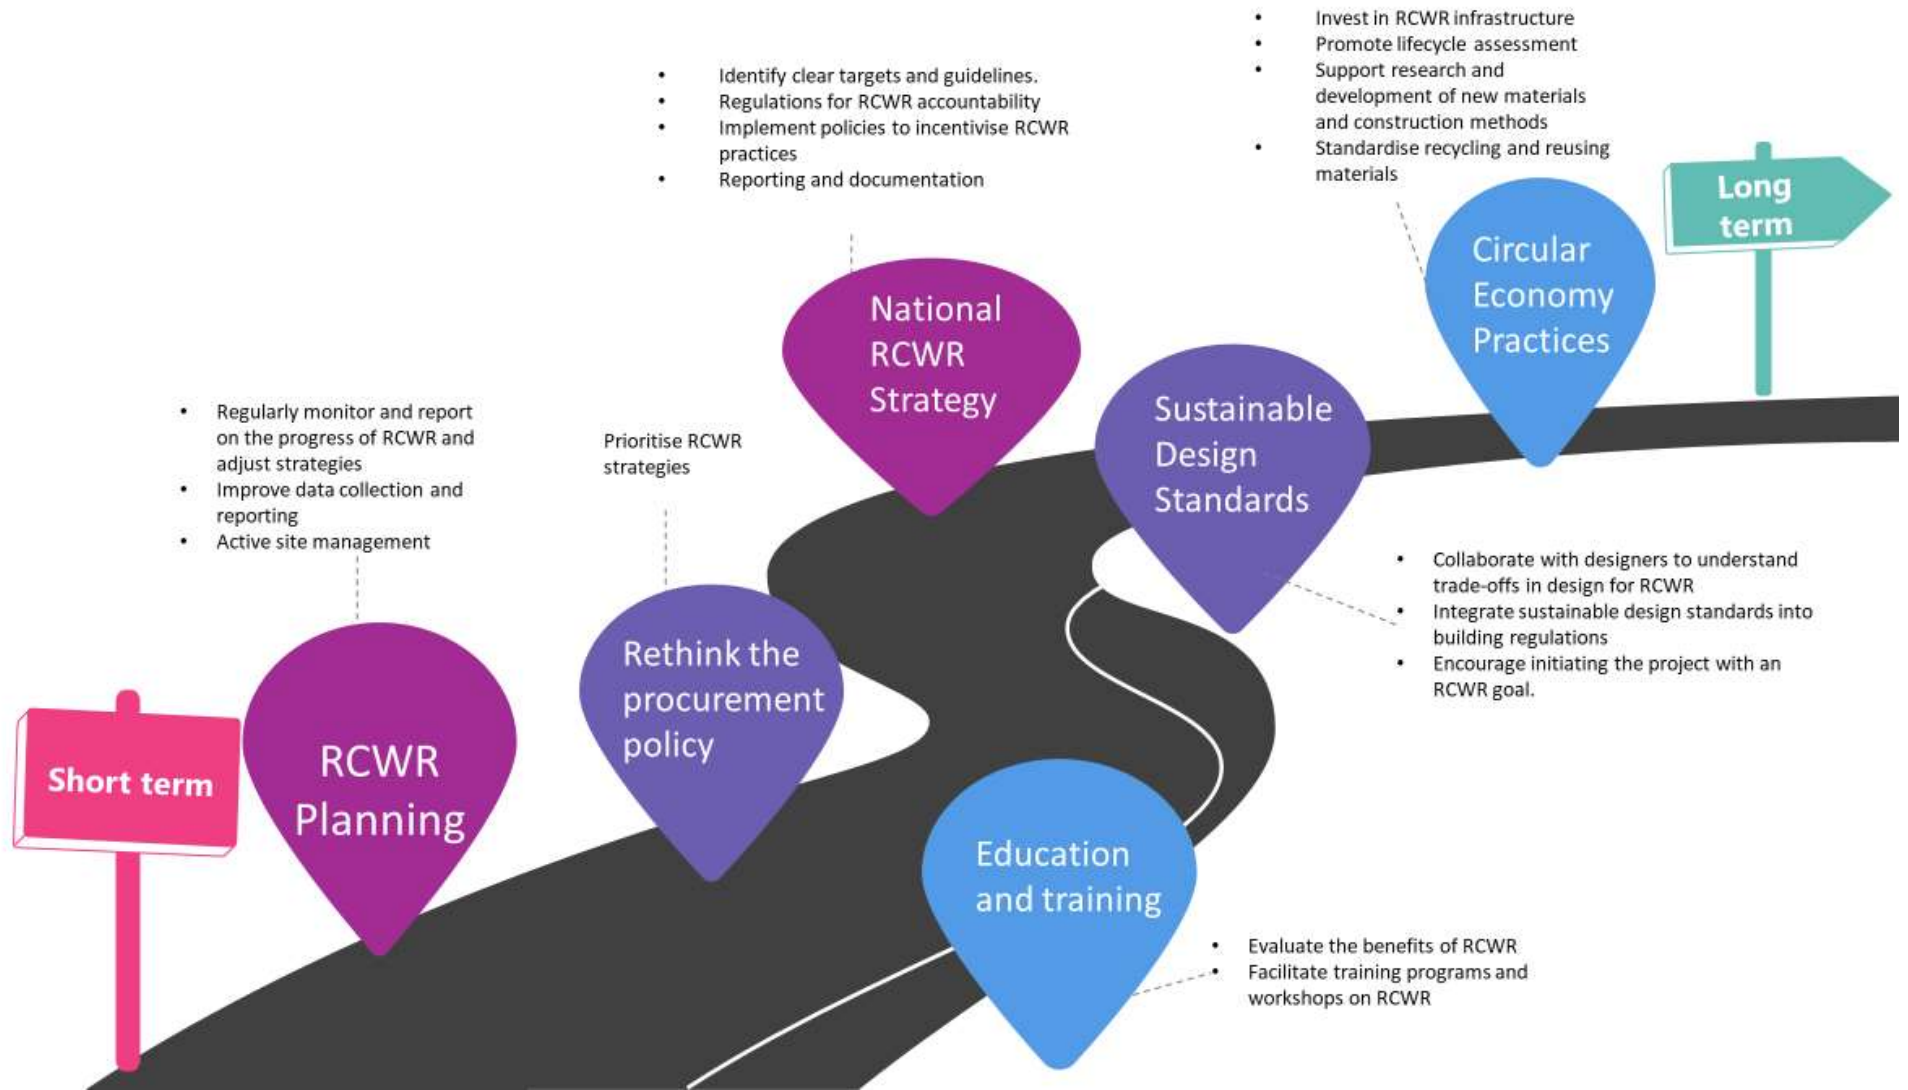 • Invest in RCWR infrastructure
• Promote lifecycle assessment
• Support research and
development of new materials
and construction methods
• Standardise recycling and reusing
materials
• Identify clear targets and guidelines.
• Regulations for RCWR accountability
• Implement policies to incentivise RCWR
practices
• Reporting and documentation
Long
term
Circular
Economy
Practices
National
RCWR
Strategy
Sustainable
Design
Standards
• Regularly monitor and report
on the progress of RCWR and
adjust strategies
• Improve data collection and
reporting
• Active site management
Prioritise RCWR
strategies
• Collaborate with designers to understand
trade-offs in design for RCWR
• Integrate sustainable design standards into
building regulations
• Encourage initiating the project with an
RCWR goal.
Rethink the
procurement
policy
Short term
RCWR
Planning
Education
and training
• Evaluate the benefits of RCWR
• Facilitate training programs and
workshops on RCWR